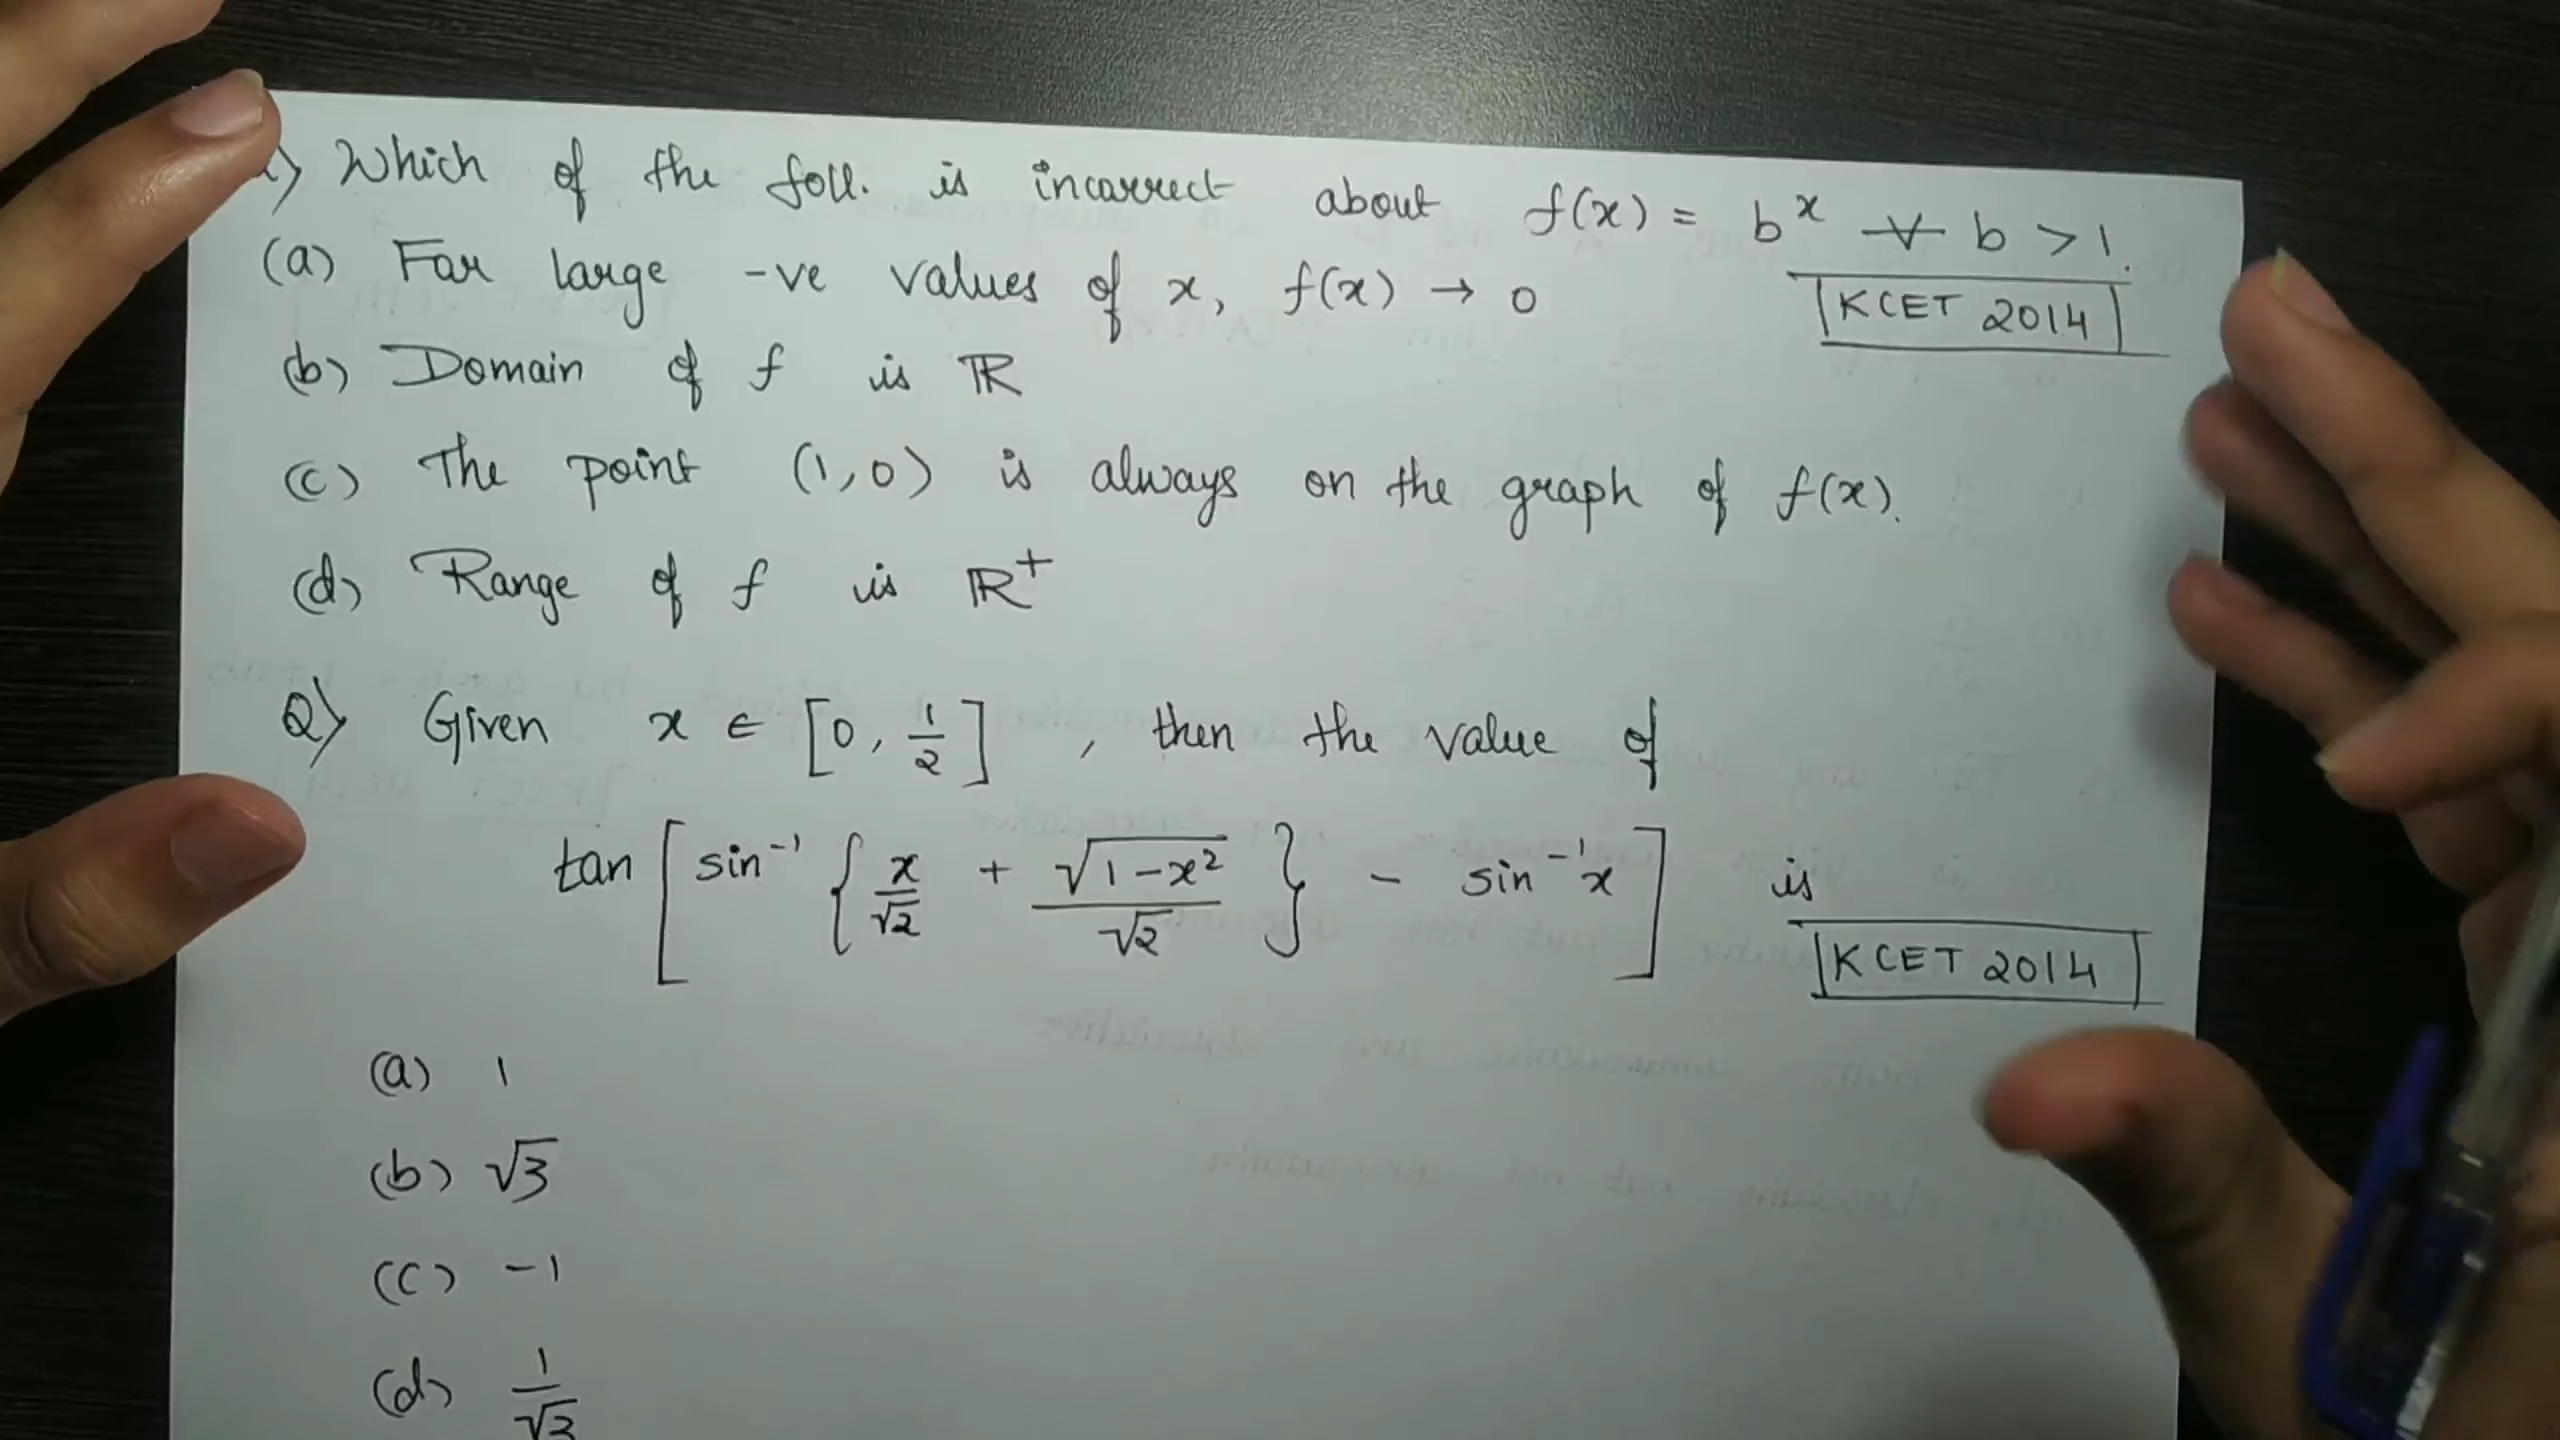 Which of the foll. is incorrect about f(x) = b^x ∀ b > 1.
(a) For large -ve values of x, f(x) → 0
KCET 2014
(b) Domain of f is ℝ
(c) The point (1,0) is always on the graph of f(x).
(d) Range of f is ℝ⁺
Q) Given x ∈ [0, 1/2], then the value of
tan [ sin⁻¹ { x/√2 + √(1-x²)/√2 } - sin⁻¹x ] is
KCET 2014
(a) 1
(b) √3
(c) -1
(d) 1/√3